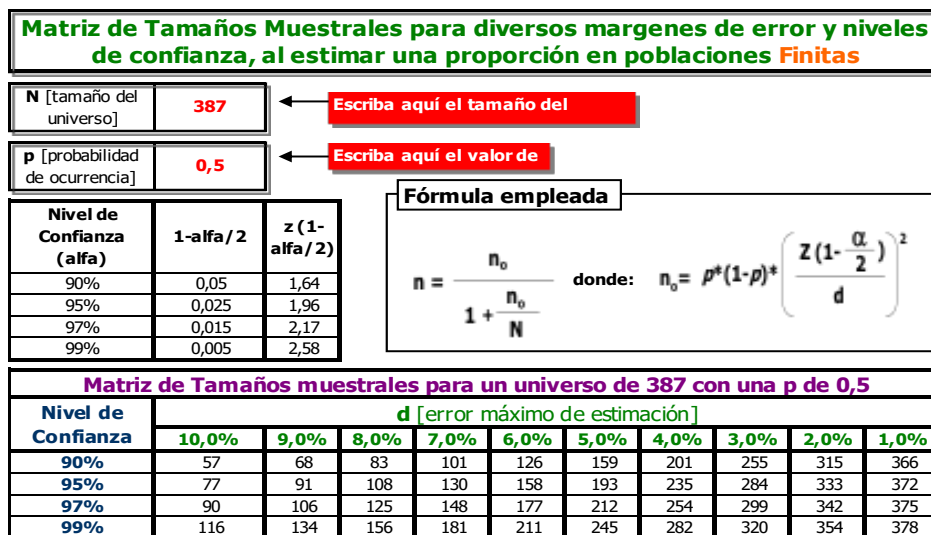 Matriz de Tamaños Muestrales para diversos margenes de error y niveles
de confianza, al estimar una proporción en poblaciones Finitas
N [tamaño del
universo]
387
Escriba aquí el tamaño del
p [probabilidad
de ocurrencia]
0,5
Escriba aquí el valor de
Nivel de
Confianza
(alfa)
1-alfa/2
z (1-
alfa/2)
90% 0,05 1,64
95% 0,025 1,96
97% 0,015 2,17
99% 0,005 2,58
Fórmula empleada
n = n₀ / (1 + n₀/N) donde: n₀= p*(1-p)* (Z (1- α/2) / d)²
Matriz de Tamaños muestrales para un universo de 387 con una p de 0,5
Nivel de
Confianza
d [error máximo de estimación]
10,0% 9,0% 8,0% 7,0% 6,0% 5,0% 4,0% 3,0% 2,0% 1,0%
90% 57 68 83 101 126 159 201 255 315 366
95% 77 91 108 130 158 193 235 284 333 372
97% 90 106 125 148 177 212 254 299 342 375
99% 116 134 156 181 211 245 282 320 354 378